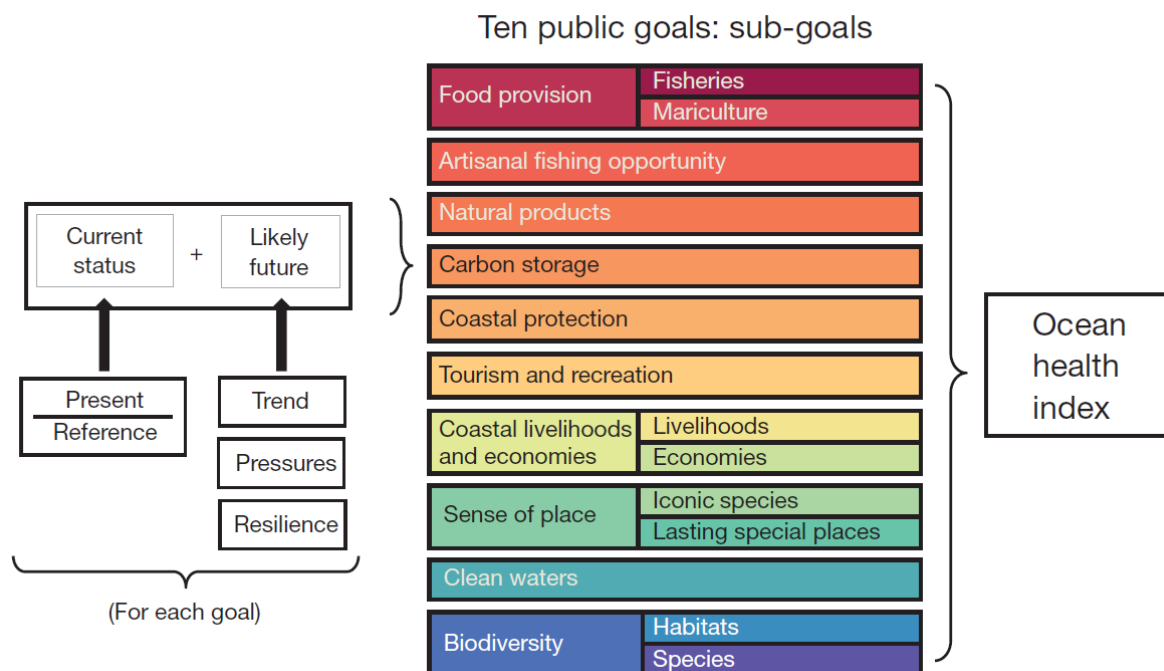 Ten public goals: sub-goals
Current
status
+
Likely
future
Present
Reference
Trend
Pressures
Resilience
(For each goal)
Food provision
Fisheries
Mariculture
Artisanal fishing opportunity
Natural products
Carbon storage
Coastal protection
Tourism and recreation
Coastal livelihoods
and economies
Livelihoods
Economies
Sense of place
Iconic species
Lasting special places
Clean waters
Biodiversity
Habitats
Species
Ocean
health
index